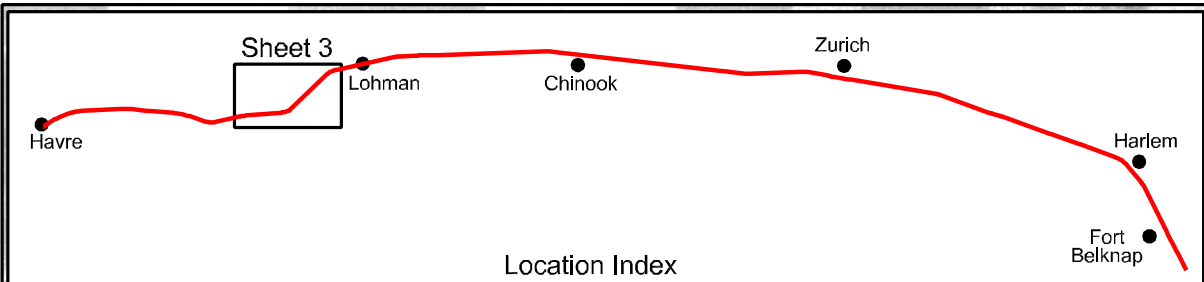 Sheet 3
Zurich
Lohman
Chinook
Havre
Harlem
Fort
Belknap
Location Index